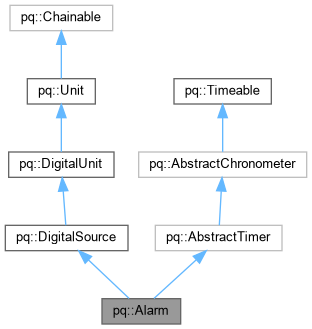 pq::Chainable
pq::Unit
pq::Timeable
pq::DigitalUnit
pq::AbstractChronometer
pq::DigitalSource
pq::AbstractTimer
pq::Alarm